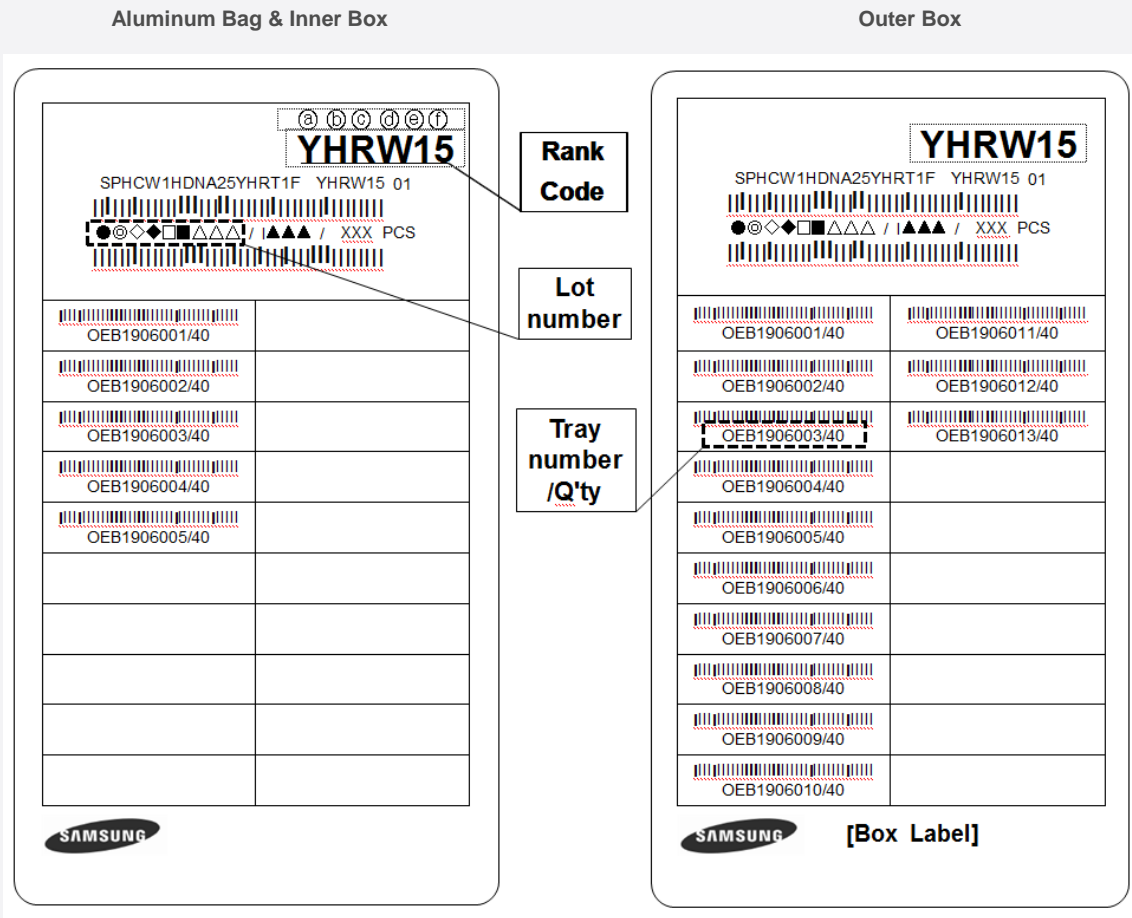 Aluminum Bag & Inner Box
Outer Box
ⓐ ⓑ ⓒ ⓓ ⓔ ⓕ
YHRW15
SPHCW1HDNA25YHRT1F YHRW15 01
●◎◇◆□■△△△ / I▲▲▲ / XXX PCS
OEB1906001/40
OEB1906002/40
OEB1906003/40
OEB1906004/40
OEB1906005/40
SAMSUNG
Rank
Code
Lot
number
Tray
number
/Q'ty
YHRW15
SPHCW1HDNA25YHRT1F YHRW15 01
●◎◇◆□■△△△ / I▲▲▲ / XXX PCS
OEB1906001/40 OEB1906011/40
OEB1906002/40 OEB1906012/40
OEB1906003/40 OEB1906013/40
OEB1906004/40
OEB1906005/40
OEB1906006/40
OEB1906007/40
OEB1906008/40
OEB1906009/40
OEB1906010/40
SAMSUNG [Box Label]